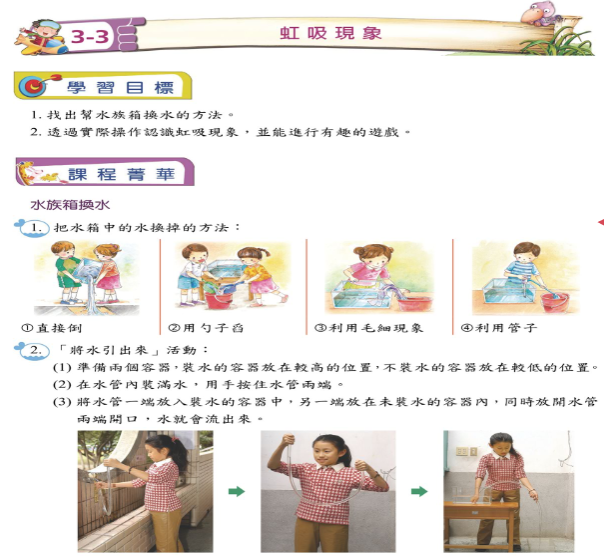 3-3
虹吸現象
學習目標
1. 找出幫水族箱換水的方法。
2. 透過實際操作認識虹吸現象，並能進行有趣的遊戲。
課程菁華
水族箱換水
1. 把水箱中的水換掉的方法：
①直接倒 ②用勺子舀 ③利用毛細現象 ④利用管子
2. 「將水引出來」活動：
(1) 準備兩個容器，裝水的容器放在較高的位置，不裝水的容器放在較低的位置。
(2) 在水管內裝滿水，用手按住水管兩端。
(3) 將水管一端放入裝水的容器中，另一端放在未裝水的容器內，同時放開水管
兩端開口，水就會流出來。